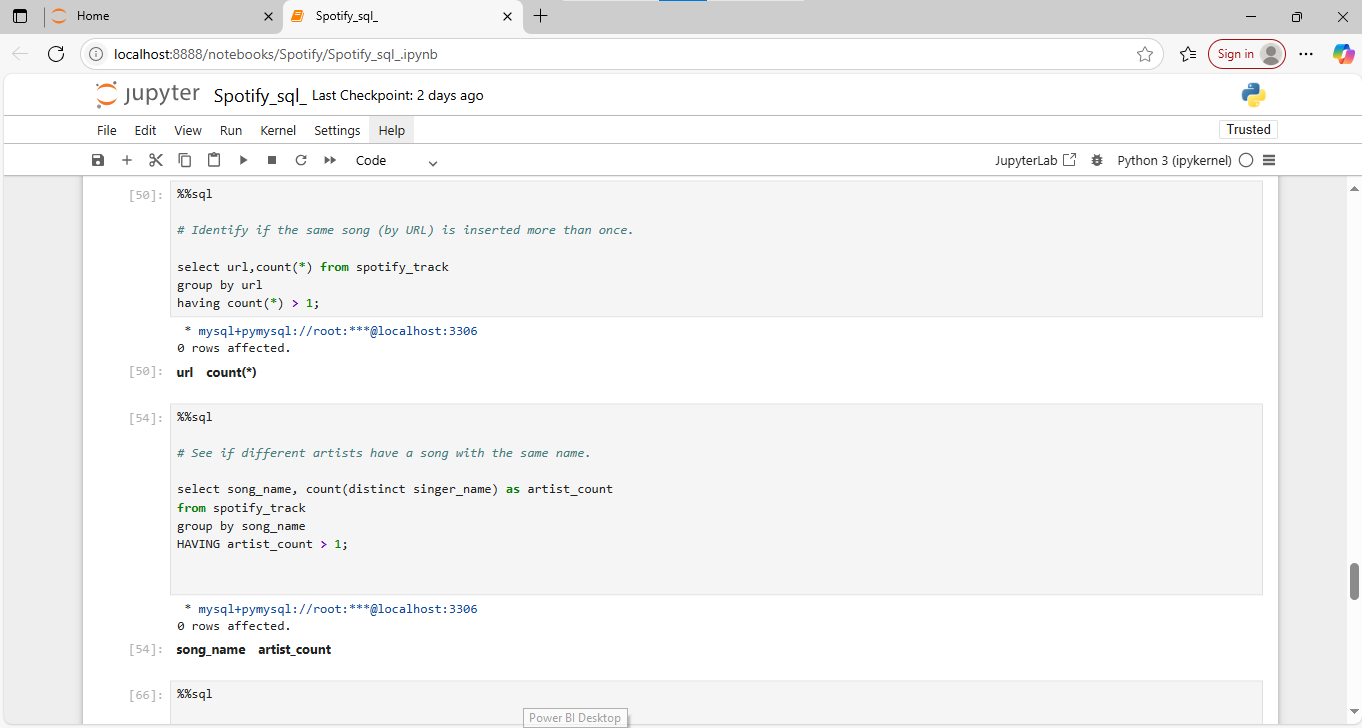 Home
Spotify_sql_
localhost:8888/notebooks/Spotify/Spotify_sql_.ipynb
Sign in
jupyter Spotify_sql_ Last Checkpoint: 2 days ago
File Edit View Run Kernel Settings Help
Trusted
Code
JupyterLab
Python 3 (ipykernel)
[50]: %%sql
# Identify if the same song (by URL) is inserted more than once.
select url,count(*) from spotify_track
group by url
having count(*) > 1;
* mysql+pymysql://root:***@localhost:3306
0 rows affected.
[50]: url count(*)
[54]: %%sql
# See if different artists have a song with the same name.
select song_name, count(distinct singer_name) as artist_count
from spotify_track
group by song_name
HAVING artist_count > 1;
* mysql+pymysql://root:***@localhost:3306
0 rows affected.
[54]: song_name artist_count
[66]: %%sql
Power BI Desktop